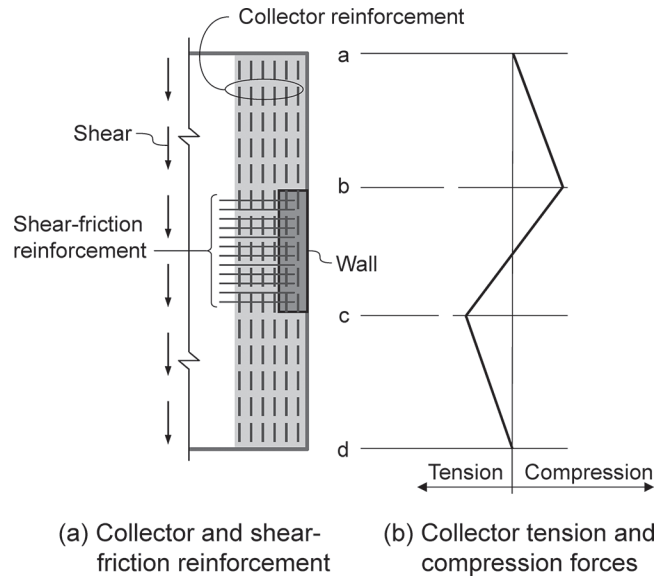 Collector reinforcement
Shear
Shear-friction
reinforcement
Wall
a
b
c
d
Tension
Compression
(a) Collector and shear-
friction reinforcement
(b) Collector tension and
compression forces